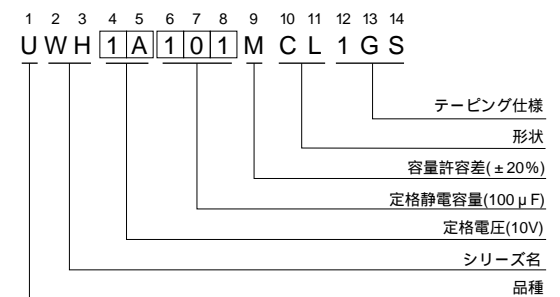 1 2 3 4 5 6 7 8 9 10 11 12 13 14
U W H 1 A 1 0 1 M C L 1 G S
テーピング仕様
形状
容量許容差(±20%)
定格静電容量(100μF)
定格電圧(10V)
シリーズ名
品種